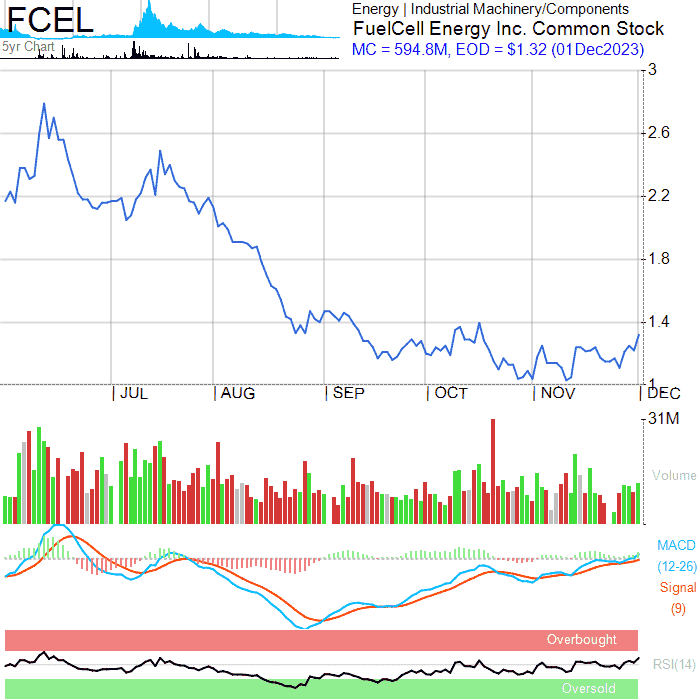 FCEL
5yr Chart
Energy | Industrial Machinery/Components
FuelCell Energy Inc. Common Stock
MC = 594.8M, EOD = $1.32 (01Dec2023)
3
2.6
2.2
1.8
1.4
1
| JUL | AUG | SEP | OCT | NOV | DEC
31M
Volume
MACD
(12-26)
Signal
(9)
Overbought
RSI(14)
Oversold